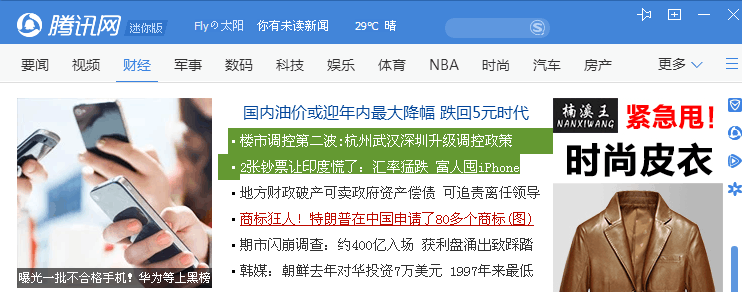 腾讯网 迷你版 Flyの太阳 你有未读新闻 29℃ 晴
要闻 视频 财经 军事 数码 科技 娱乐 体育 NBA 时尚 汽车 房产 更多
国内油价或迎年内最大降幅 跌回5元时代
楼市调控第二波:杭州武汉深圳升级调控政策
2张钞票让印度慌了：汇率猛跌 富人囤iPhone
地方财政破产可卖政府资产偿债 可追责离任领导
商标狂人！特朗普在中国申请了80多个商标(图)
期市闪崩调查：约400亿入场 获利盘涌出致踩踏
韩媒：朝鲜去年对华投资7万美元 1997年来最低
曝光一批不合格手机！华为等上黑榜
楠溪王
NANXIWANG
紧急甩！
时尚皮衣